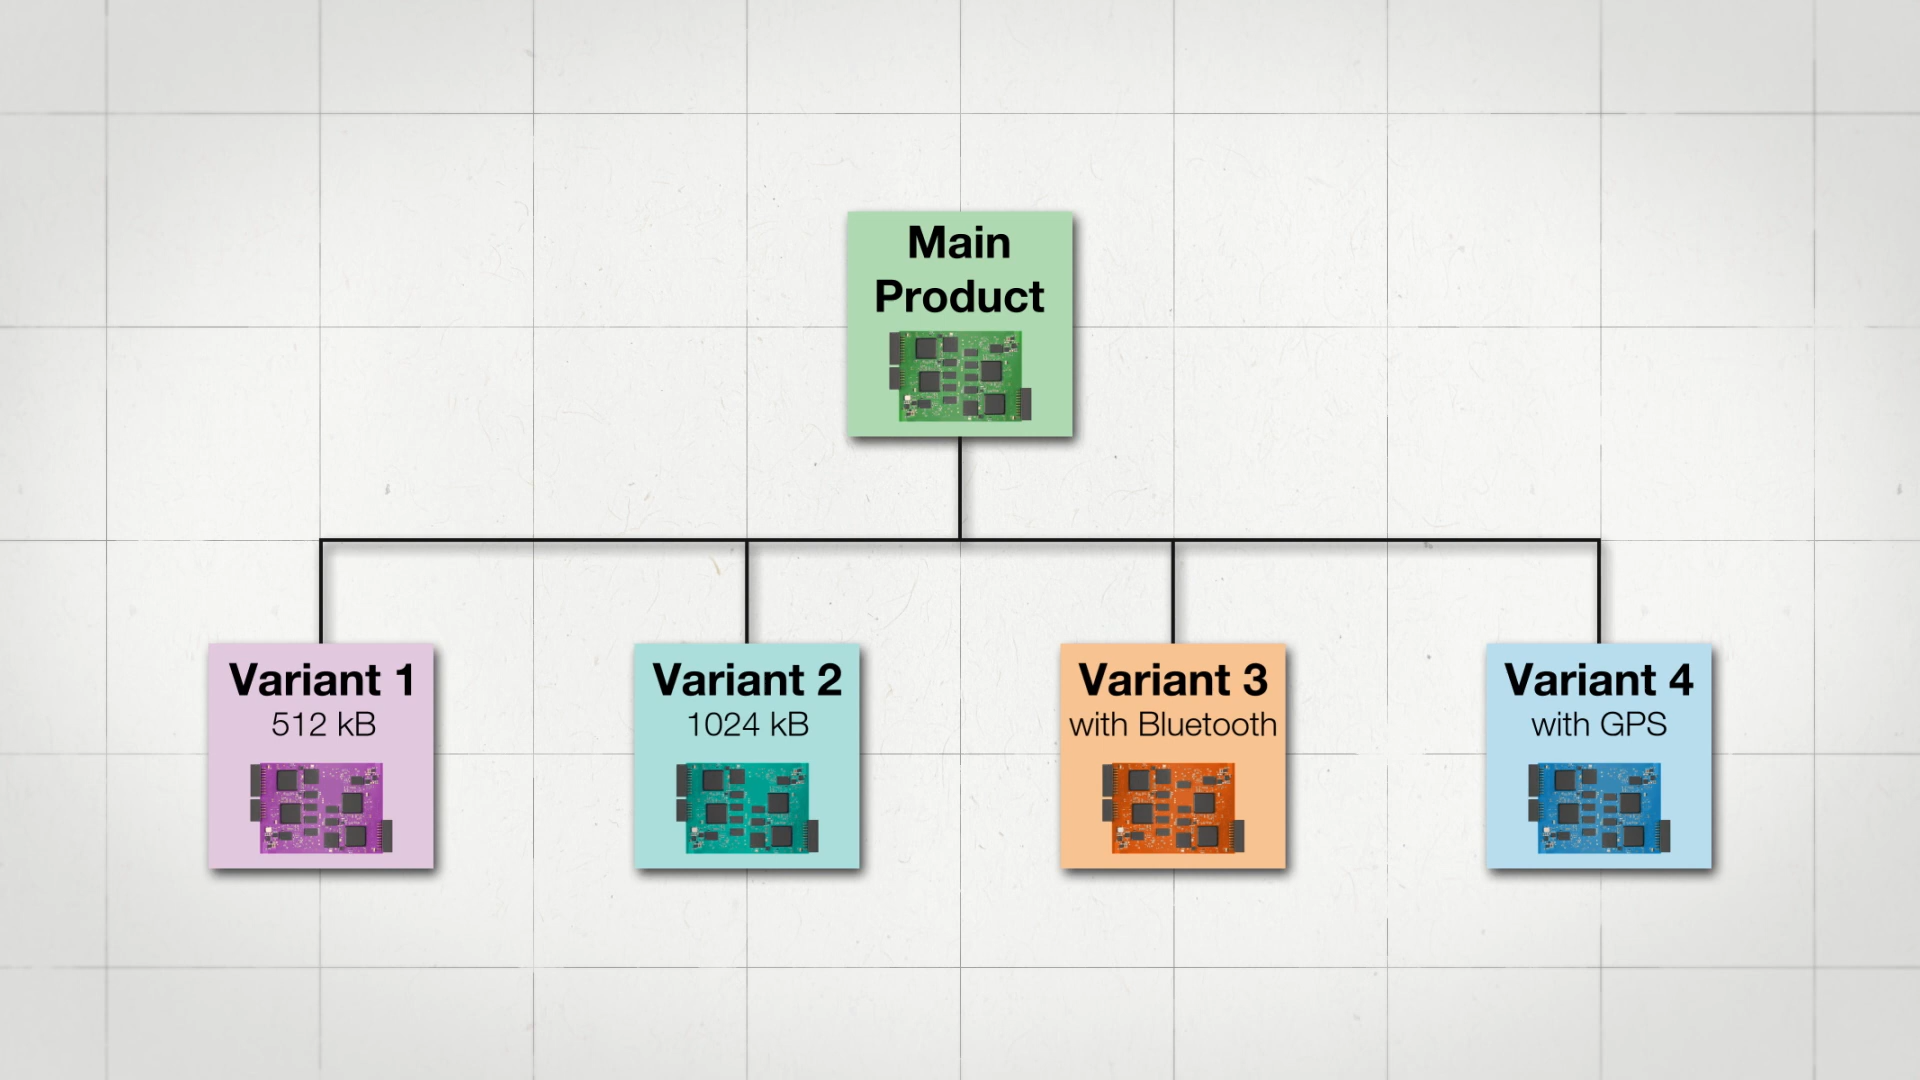 Main
Product
Variant 1
512 kB
Variant 2
1024 kB
Variant 3
with Bluetooth
Variant 4
with GPS